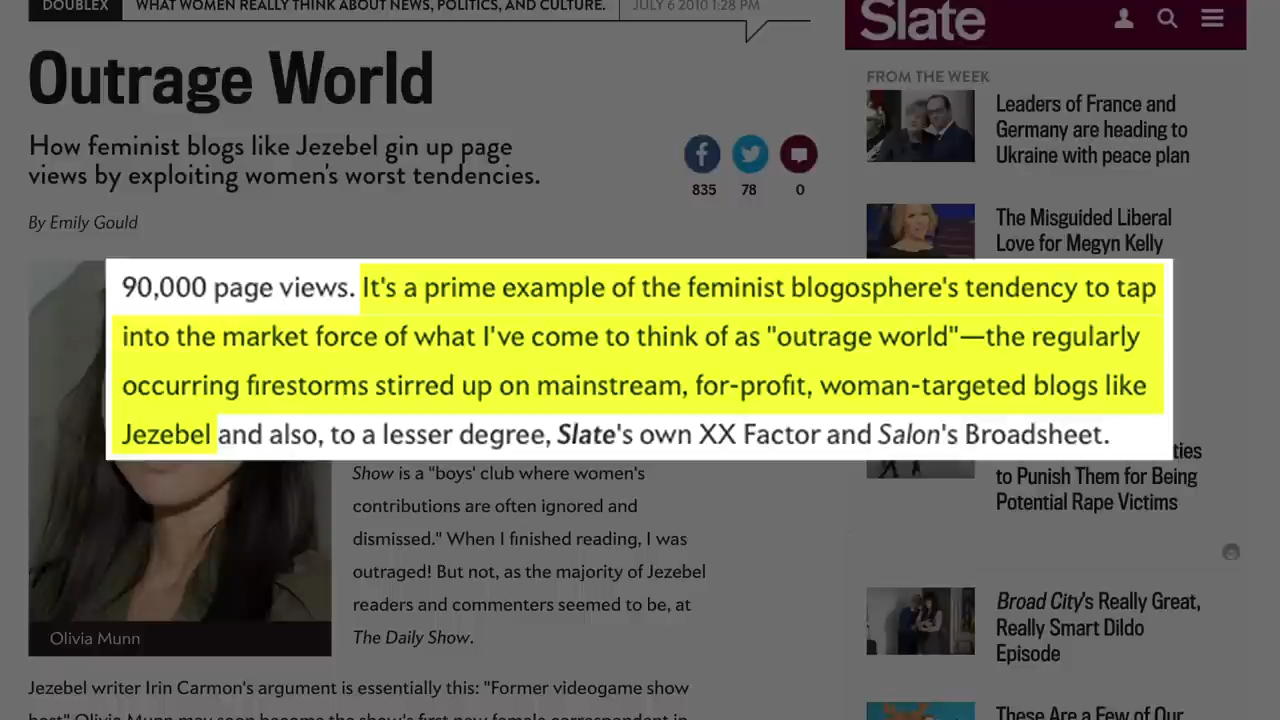 DOUBLEX WHAT WOMEN REALLY THINK ABOUT NEWS, POLITICS, AND CULTURE. JULY 6 2010 1:28 PM
Outrage World
How feminist blogs like Jezebel gin up page
views by exploiting women's worst tendencies.
835 78 0
By Emily Gould
90,000 page views. It's a prime example of the feminist blogosphere's tendency to tap
into the market force of what I've come to think of as "outrage world"—the regularly
occurring firestorms stirred up on mainstream, for-profit, woman-targeted blogs like
Jezebel and also, to a lesser degree, Slate's own XX Factor and Salon's Broadsheet.
Show is a "boys' club where women's
contributions are often ignored and
dismissed." When I finished reading, I was
outraged! But not, as the majority of Jezebel
readers and commenters seemed to be, at
The Daily Show.
Olivia Munn
Jezebel writer Irin Carmon's argument is essentially this: "Former videogame show
host" Olivia Munn may soon become the show's first new female correspondent in
Slate
FROM THE WEEK
Leaders of France and
Germany are heading to
Ukraine with peace plan
The Misguided Liberal
Love for Megyn Kelly
ties
to Punish Them for Being
Potential Rape Victims
Broad City's Really Great,
Really Smart Dildo
Episode
These Are a Few of Our